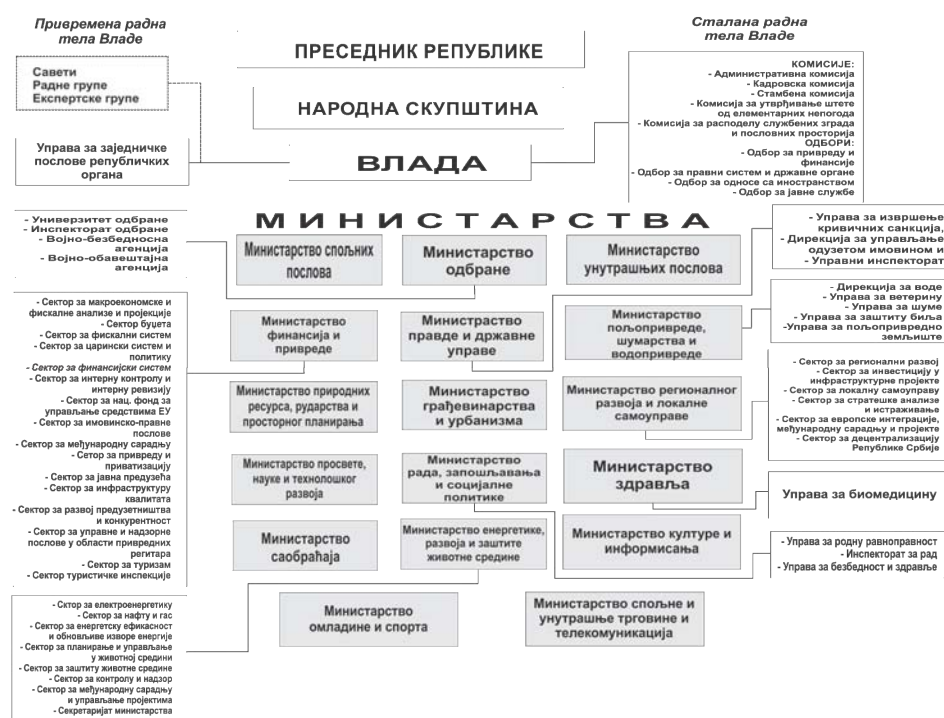 Привремена радна
тела Владе
Савети
Радне групе
Експертске групе
Управа за заједничке
послове републичких
органа
ПРЕСЕДНИК РЕПУБЛИКЕ
НАРОДНА СКУПШТИНА
ВЛАДА
Сталана радна
тела Владе
КОМИСИЈЕ:
- Административна комисија
- Кадровска комисија
- Стамбена комисија
- Комисија за утврђивање штете
од елементарних непогода
- Комисија за расподелу службених зграда
и пословних просторија
ОДБОРИ:
- Одбор за привреду и
финансије
- Одбор за правни систем и државне органе
- Одбор за односе са иностранством
- Одбор за јавне службе
МИНИСТАРСТВА
- Универзитет одбране
- Инспекторат одбране
- Војно-безбедносна
агенција
- Војно-обавештајна
агенција
Министарство спољних
послова
Министарство
одбране
Министарство
унутрашњих послова
- Управа за извршење
кривичних санкција,
- Дирекција за управљање
одузетом имовином и
- Управни инспекторат
- Сектор за макроекономске и
фискалне анализе и пројекције
- Сектор буџета
- Сектор за фискални систем
- Сектор за царински систем и
политику
- Сектор за финансијски систем
- Сектор за интерну контролу и
интерну ревизију
- Сектор за нац. фонд за
управљање средствима ЕУ
- Сектор за имовинско-правне
послове
- Сектор за међународну сарадњу
- Сетор за привреду и
приватизацију
- Сектор за јавна предузећа
- Сектор за инфраструктуру
квалитата
- Сектор за развој предузетништва
и конкурентност
- Сектор за управне и надзорне
послове у области привредних
регитара
- Сектор за туризам
- Сектор туристичке инспекције
Министарство
финансија и
привреде
Министраство
правде и државне
управе
Министарство
пољопривреде,
шумарства и
водопривреде
- Дирекција за воде
- Управа за ветерину
- Управа за шуме
- Управа за заштиту биља
-Управа за пољопривредно
земљиште
Министарство природних
ресурса, рударства и
просторног планирања
Министарство
грађевинарства
и урбанизма
Министарство регионалног
развоја и локалне
самоуправе
- Сектор за регионални развој
- Сектор за инвестицију у
инфраструктурне пројекте
- Сектор за локалну самоуправу
- Сектор за стратешке анализе
и истраживање
- Сектор за европске интеграције,
међународну сарадњу и пројекте
- Сектор за децентрализацију
Републике Србије
Министарство просвете,
науке и технолошког
развоја
Министарство
рада, запошљавања
и социјалне
политике
Министарство
здравља
Управа за биомедицину
Министарство
саобраћаја
Министарство енергетике,
развоја и заштите
животне средине
Министарство културе и
информисања
- Управа за родну равноправност
- Инспекторат за рад
- Управа за безбедност и здравље
- Сктор за електроенергетику
- Сектор за нафту и гас
- Сектор за енергетску ефикасност
и обновљиве изворе енергије
- Сектор за планирање и управљање
у животној средини
- Сектор за заштиту животне средине
- Сектор за контролу и надзор
- Сектор за међународну сарадњу
и управљање пројектима
- Секретаријат министарства
Министарство
омладине и спорта
Министарство спољне и
унутрашње трговине и
телекомуникација